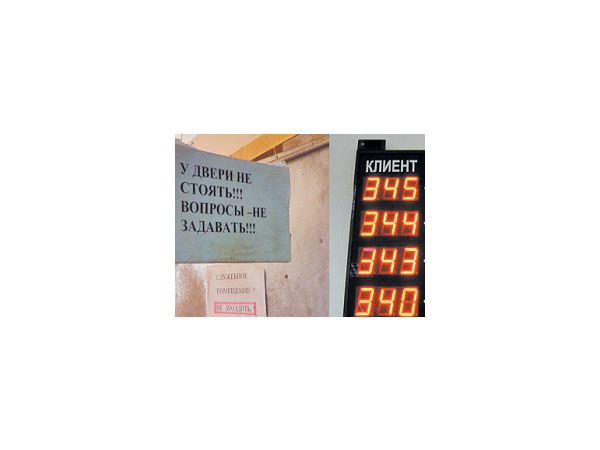 У ДВЕРИ НЕ
СТОЯТЬ!!!
ВОПРОСЫ –НЕ
ЗАДАВАТЬ!!!
СЛУЖЕБНОЕ
ПОМЕЩЕНИЕ !
НЕ ВХОДИТЬ !
КЛИЕНТ
345
344
343
340